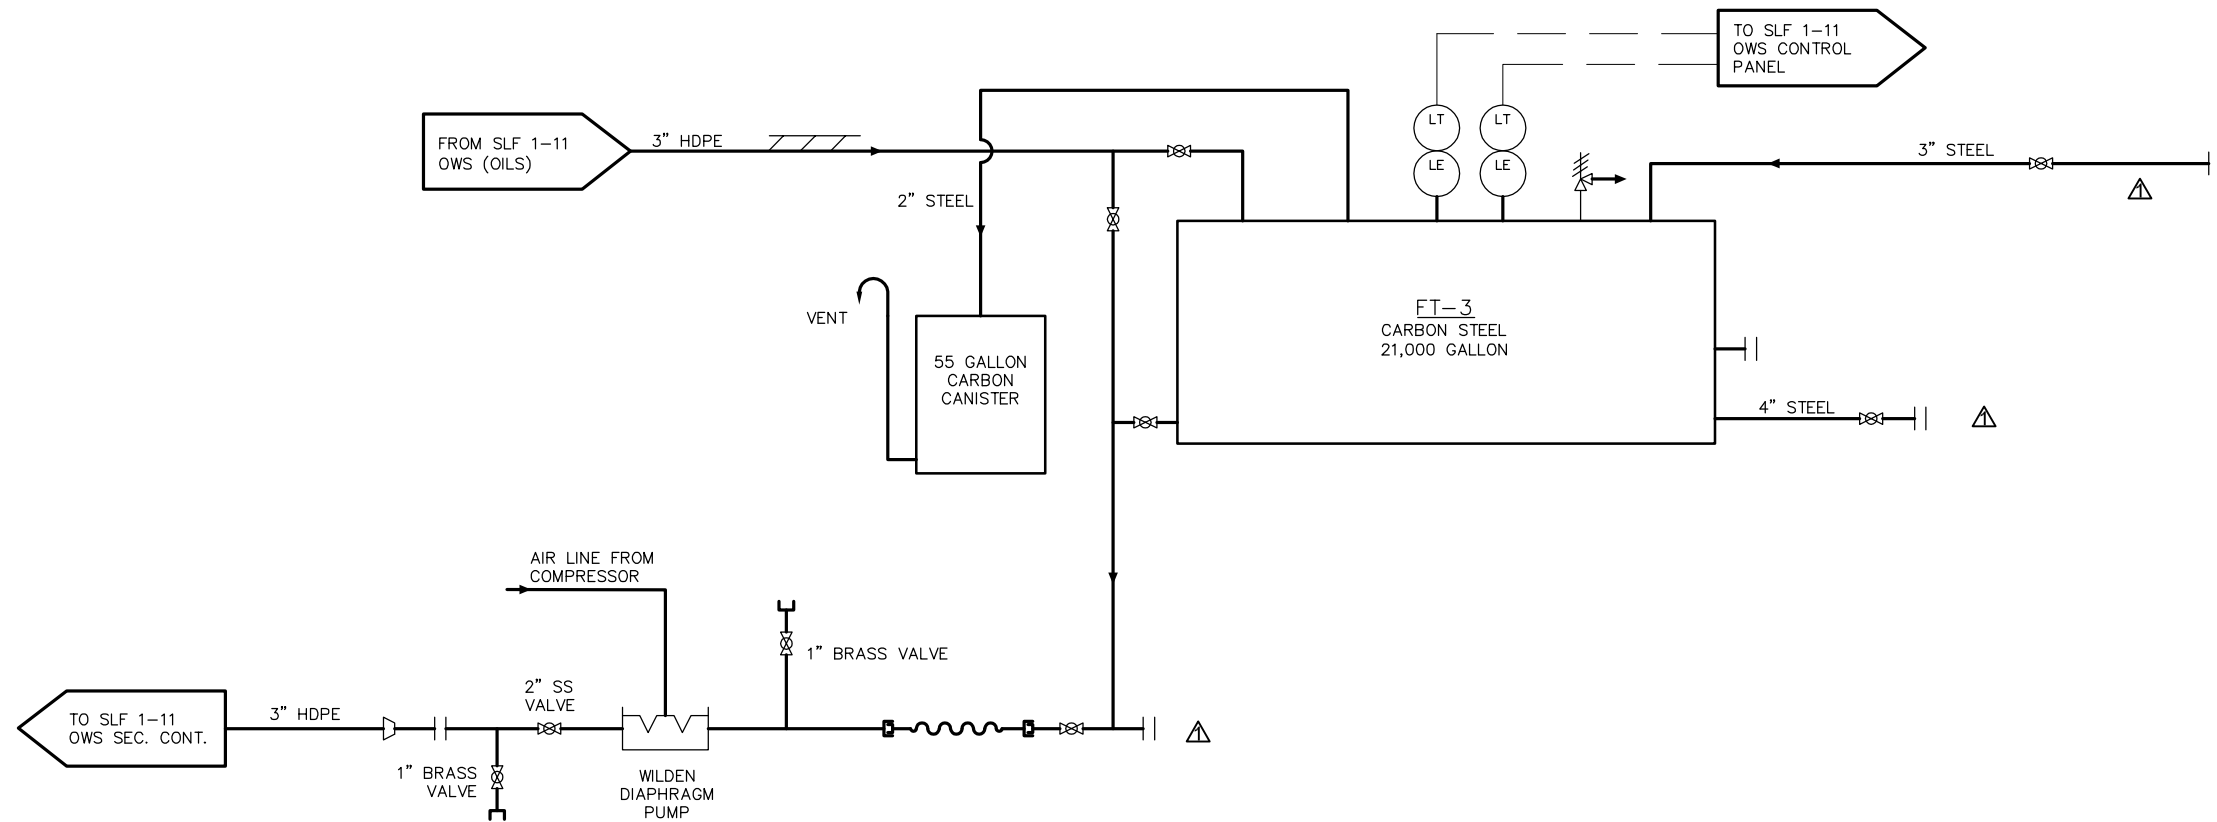 TO SLF 1-11
OWS CONTROL
PANEL
LT
LT
LE
LE
FROM SLF 1-11
OWS (OILS)
3" HDPE
3" STEEL
1
2" STEEL
VENT
55 GALLON
CARBON
CANISTER
FT-3
CARBON STEEL
21,000 GALLON
4" STEEL
1
AIR LINE FROM
COMPRESSOR
1" BRASS VALVE
2" SS
VALVE
TO SLF 1-11
OWS SEC. CONT.
3" HDPE
1
1" BRASS
VALVE
WILDEN
DIAPHRAGM
PUMP